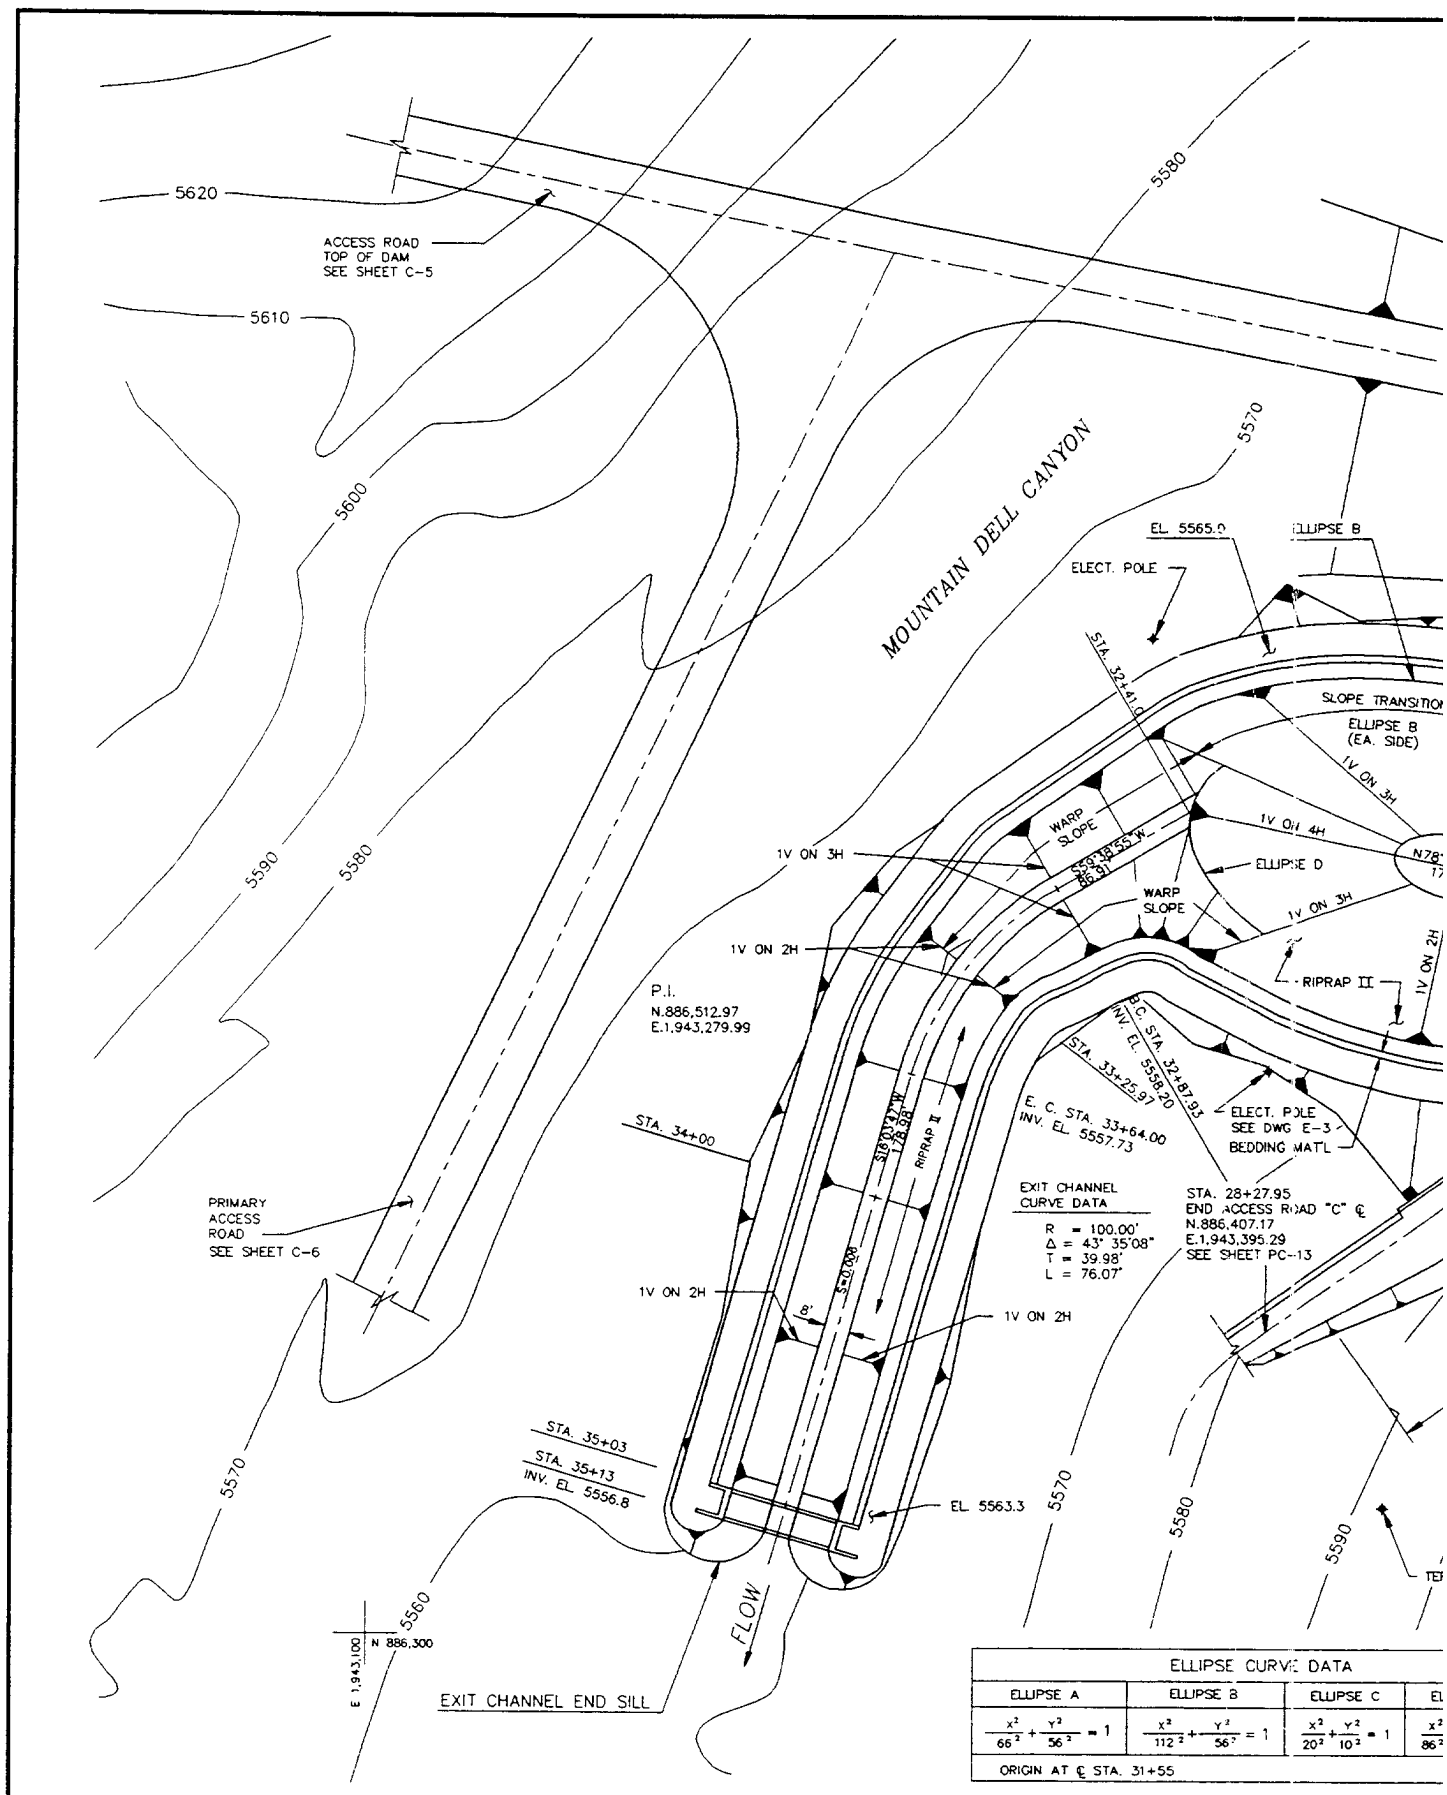 5620
ACCESS ROAD
TOP OF DAM
SEE SHEET C-5
5610
5580
5600
5570
MOUNTAIN DELL CANYON
EL. 5565.0
ELLIPSE B
ELECT. POLE
STA. 32+41.0
SLOPE TRANSITION
ELLIPSE B
(EA. SIDE)
1V ON 3H
1V ON 4H
5590
5580
1V ON 3H
WARP
SLOPE
S59°38'55"W
86.91'
ELLIPSE D
WARP
SLOPE
1V ON 3H
1V ON 2H
1V ON 2H
RIPRAP II
P.I.
N.886,512.97
E.1,943,279.99
B.C. STA. 32+87.93
INV. EL. 5558.20
STA. 33+25.97
E. C. STA. 33+64.00
INV. EL. 5557.73
STA. 34+00
S16°03'47"W
178.98'
RIPRAP II
ELECT. POLE
SEE DWG E-3
BEDDING MAT'L
PRIMARY
ACCESS
ROAD
SEE SHEET C-6
EXIT CHANNEL
CURVE DATA
R = 100.00'
Δ = 43° 35'08"
T = 39.98'
L = 76.07'
STA. 28+27.95
END ACCESS ROAD "C" ℄
N.886,407.17
E.1,943,395.29
SEE SHEET PC-13
S=0.006
1V ON 2H
8'
1V ON 2H
STA. 35+03
STA. 35+13
INV. EL. 5556.8
5570
EL. 5563.3
5570
5580
5590
5560
FLOW
N 886,300
E 1,943,100
EXIT CHANNEL END SILL
ELLIPSE CURVE DATA
ELLIPSE A ELLIPSE B ELLIPSE C
x²/66² + y²/56² = 1 x²/112² + y²/56² = 1 x²/20² + y²/10² = 1
ORIGIN AT ℄ STA. 31+55